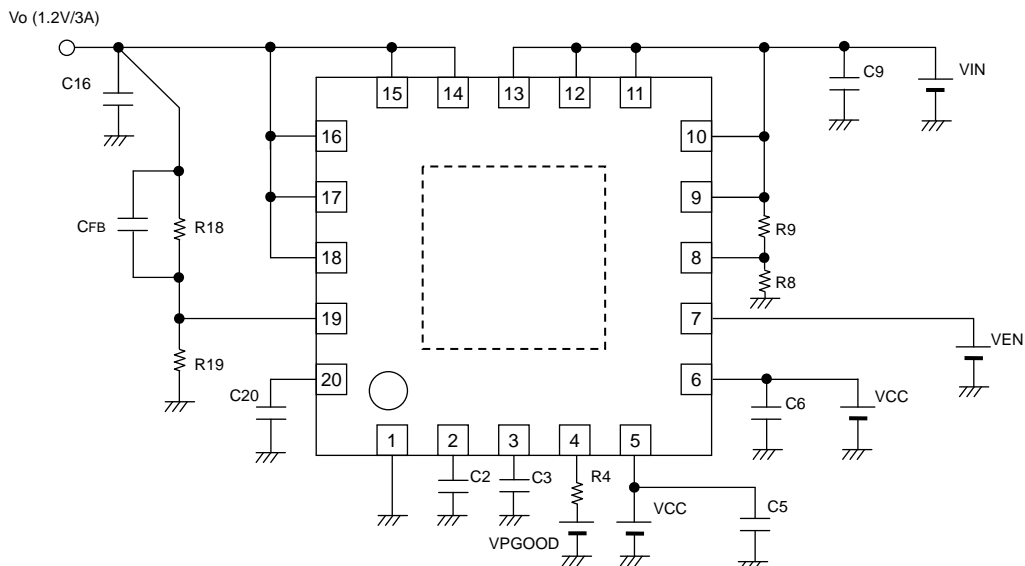 Vo (1.2V/3A)
C16
C9
VIN
15
14
13
12
11
16
10
17
9
CFB
R18
R9
18
8
R8
19
7
VEN
R19
20
6
C20
C6
VCC
1
2
3
4
5
C2
C3
R4
VCC
C5
VPGOOD